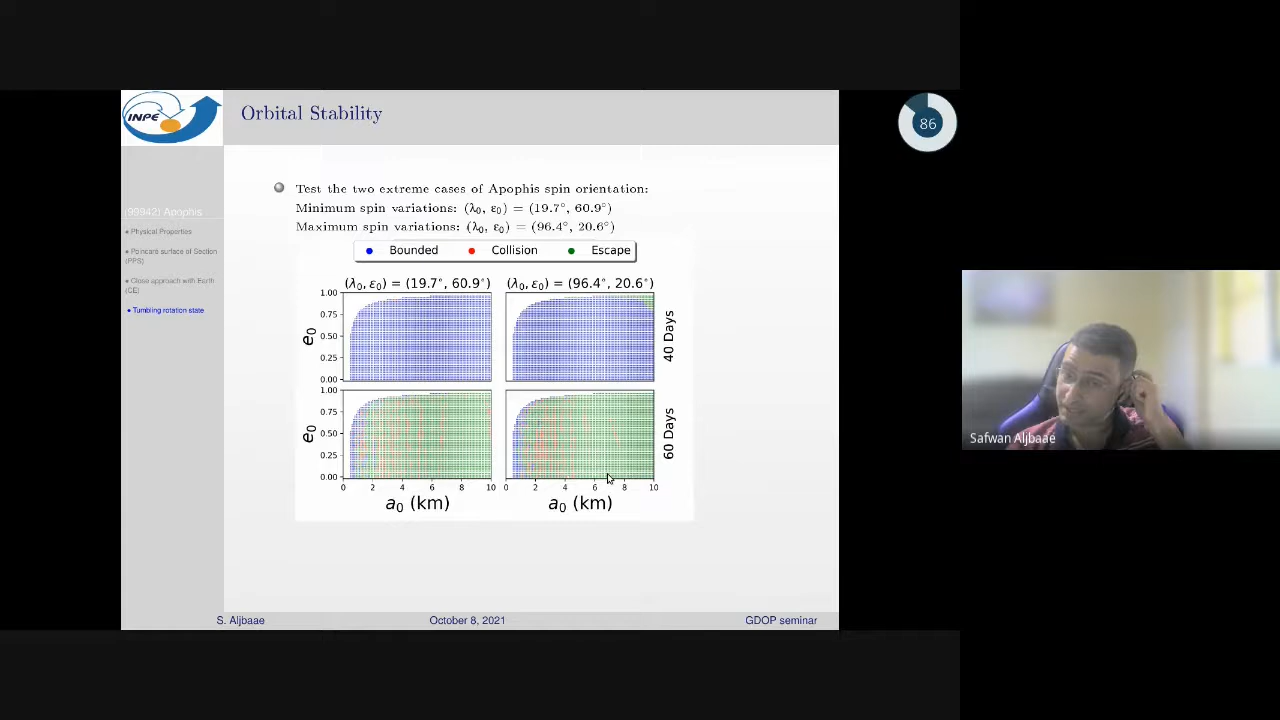 INPE
Orbital Stability
86
Test the two extreme cases of Apophis spin orientation:
Minimum spin variations: (λ₀, ε₀) = (19.7°, 60.9°)
Maximum spin variations: (λ₀, ε₀) = (96.4°, 20.6°)
(99942) Apophis
• Physical Properties
• Poincaré surface of Section
(PPS)
• Close approach with Earth
(CE)
• Tumbling rotation state
Bounded Collision Escape
(λ₀, ε₀) = (19.7°, 60.9°) (λ₀, ε₀) = (96.4°, 20.6°)
1.00
0.75
0.50
0.25
0.00
e₀
40 Days
1.00
0.75
0.50
0.25
0.00
e₀
60 Days
0 2 4 6 8 10 0 2 4 6 8 10
a₀ (km) a₀ (km)
Safwan Aljbaae
S. Aljbaae October 8, 2021 GDOP seminar